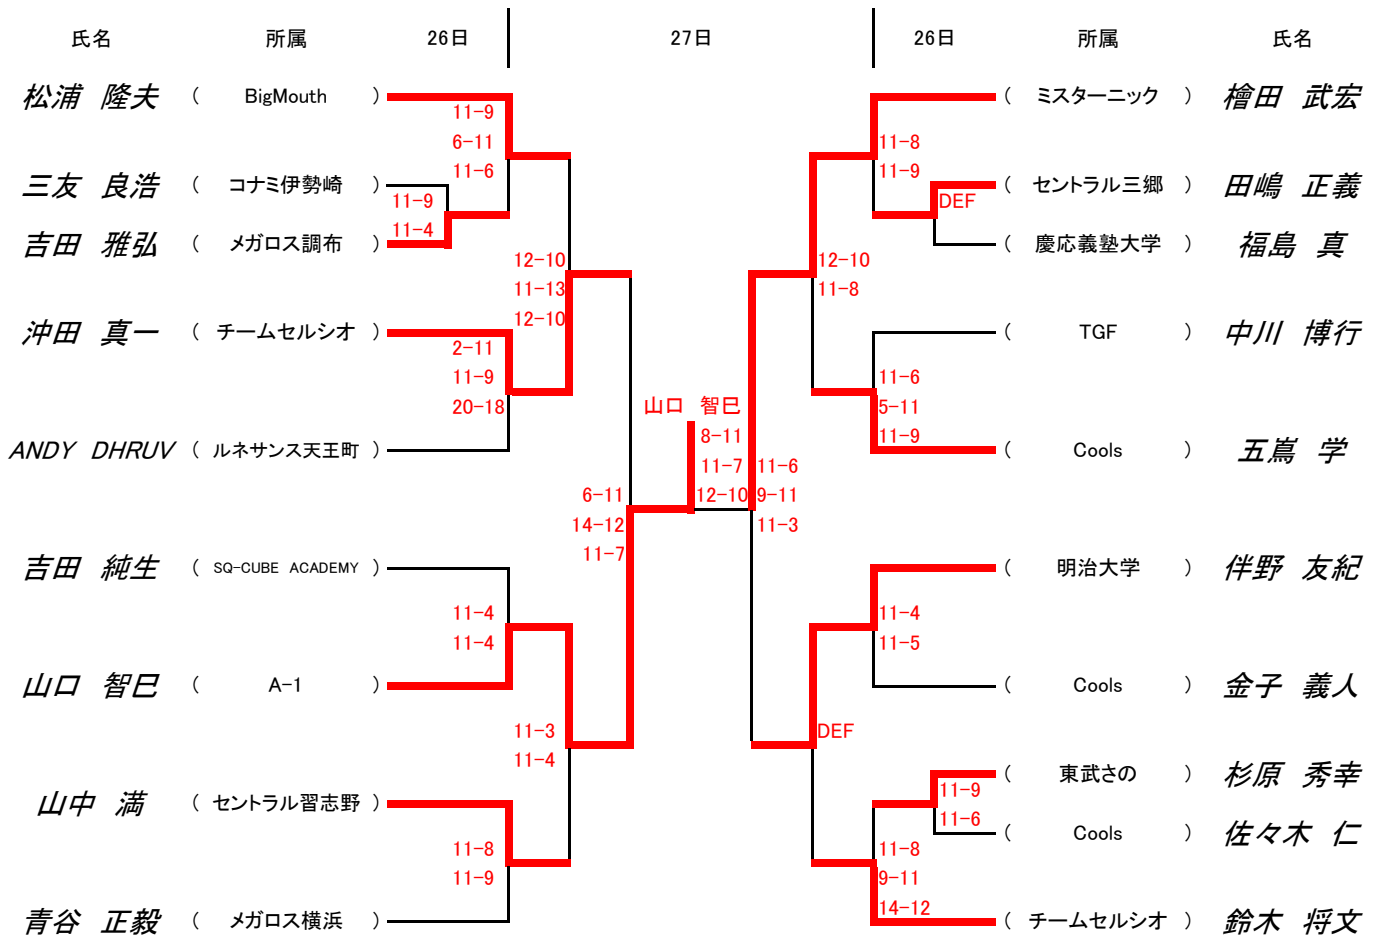 氏名 所属 26日 27日 26日 所属 氏名
松浦 隆夫 ( BigMouth ) ( ミスターニック ) 檜田 武宏
11-9
6-11 11-8
11-6 11-9
三友 良浩 ( コナミ伊勢崎 ) ( セントラル三郷 ) 田嶋 正義
11-9 DEF
11-4
吉田 雅弘 ( メガロス調布 ) ( 慶応義塾大学 ) 福島 真
12-10 12-10
11-13 11-8
12-10
沖田 真一 ( チームセルシオ ) ( TGF ) 中川 博行
2-11
11-9 11-6
20-18 山口 智巳 5-11
8-11 11-9
ANDY DHRUV ( ルネサンス天王町 ) ( Cools ) 五嶌 学
11-7 11-6
6-11 12-10 9-11
14-12 11-3
11-7
吉田 純生 ( SQ-CUBE ACADEMY ) ( 明治大学 ) 伴野 友紀
11-4 11-4
11-4 11-5
山口 智巳 ( A-1 ) ( Cools ) 金子 義人
11-3 DEF
11-4
( 東武さの ) 杉原 秀幸
11-9
山中 満 ( セントラル習志野 )
11-6
( Cools ) 佐々木 仁
11-8 11-8
11-9 9-11
14-12
青谷 正毅 ( メガロス横浜 ) ( チームセルシオ ) 鈴木 将文